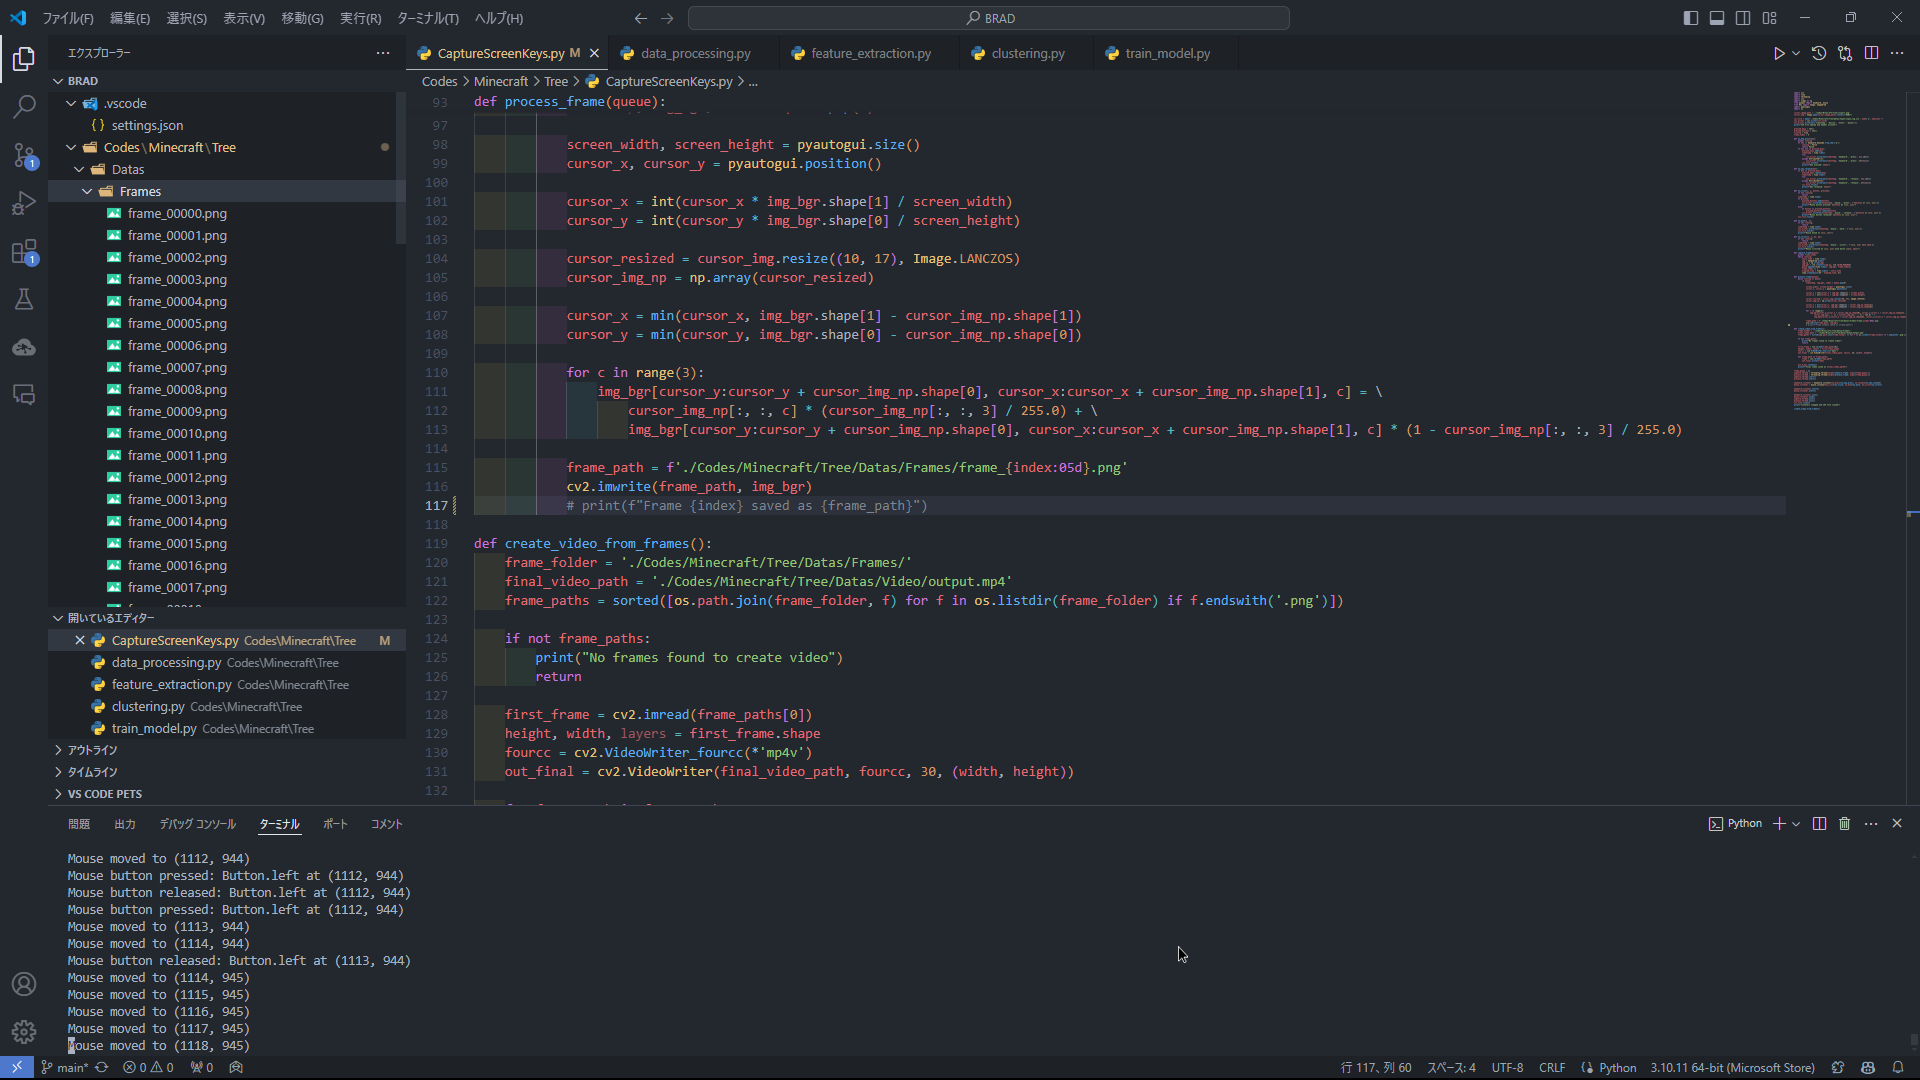 ファイル(F) 編集(E) 選択(S) 表示(V) 移動(G) 実行(R) ターミナル(T) ヘルプ(H) BRAD
エクスプローラー
BRAD
.vscode
settings.json
Codes\Minecraft\Tree
Datas
Frames
frame_00000.png
frame_00001.png
frame_00002.png
frame_00003.png
frame_00004.png
frame_00005.png
frame_00006.png
frame_00007.png
frame_00008.png
frame_00009.png
frame_00010.png
frame_00011.png
frame_00012.png
frame_00013.png
frame_00014.png
frame_00015.png
frame_00016.png
frame_00017.png
開いているエディター
CaptureScreenKeys.py Codes\Minecraft\Tree M
data_processing.py Codes\Minecraft\Tree
feature_extraction.py Codes\Minecraft\Tree
clustering.py Codes\Minecraft\Tree
train_model.py Codes\Minecraft\Tree
アウトライン
タイムライン
VS CODE PETS
1
1
CaptureScreenKeys.py M data_processing.py feature_extraction.py clustering.py train_model.py
Codes > Minecraft > Tree > CaptureScreenKeys.py > ...
93 def process_frame(queue):
97
98 screen_width, screen_height = pyautogui.size()
99 cursor_x, cursor_y = pyautogui.position()
100
101 cursor_x = int(cursor_x * img_bgr.shape[1] / screen_width)
102 cursor_y = int(cursor_y * img_bgr.shape[0] / screen_height)
103
104 cursor_resized = cursor_img.resize((10, 17), Image.LANCZOS)
105 cursor_img_np = np.array(cursor_resized)
106
107 cursor_x = min(cursor_x, img_bgr.shape[1] - cursor_img_np.shape[1])
108 cursor_y = min(cursor_y, img_bgr.shape[0] - cursor_img_np.shape[0])
109
110 for c in range(3):
111 img_bgr[cursor_y:cursor_y + cursor_img_np.shape[0], cursor_x:cursor_x + cursor_img_np.shape[1], c] = \
112 cursor_img_np[:, :, c] * (cursor_img_np[:, :, 3] / 255.0) + \
113 img_bgr[cursor_y:cursor_y + cursor_img_np.shape[0], cursor_x:cursor_x + cursor_img_np.shape[1], c] * (1 - cursor_img_np[:, :, 3] / 255.0)
114
115 frame_path = f'./Codes/Minecraft/Tree/Datas/Frames/frame_{index:05d}.png'
116 cv2.imwrite(frame_path, img_bgr)
117 # print(f"Frame {index} saved as {frame_path}")
118
119 def create_video_from_frames():
120 frame_folder = './Codes/Minecraft/Tree/Datas/Frames/'
121 final_video_path = './Codes/Minecraft/Tree/Datas/Video/output.mp4'
122 frame_paths = sorted([os.path.join(frame_folder, f) for f in os.listdir(frame_folder) if f.endswith('.png')])
123
124 if not frame_paths:
125 print("No frames found to create video")
126 return
127
128 first_frame = cv2.imread(frame_paths[0])
129 height, width, layers = first_frame.shape
130 fourcc = cv2.VideoWriter_fourcc(*'mp4v')
131 out_final = cv2.VideoWriter(final_video_path, fourcc, 30, (width, height))
132
問題 出力 デバッグ コンソール ターミナル ポート コメント Python
Mouse moved to (1112, 944)
Mouse button pressed: Button.left at (1112, 944)
Mouse button released: Button.left at (1112, 944)
Mouse button pressed: Button.left at (1112, 944)
Mouse moved to (1113, 944)
Mouse moved to (1114, 944)
Mouse button released: Button.left at (1113, 944)
Mouse moved to (1114, 945)
Mouse moved to (1115, 945)
Mouse moved to (1116, 945)
Mouse moved to (1117, 945)
Mouse moved to (1118, 945)
main* 0 0 0 行 117、列 60 スペース: 4 UTF-8 CRLF Python 3.10.11 64-bit (Microsoft Store)